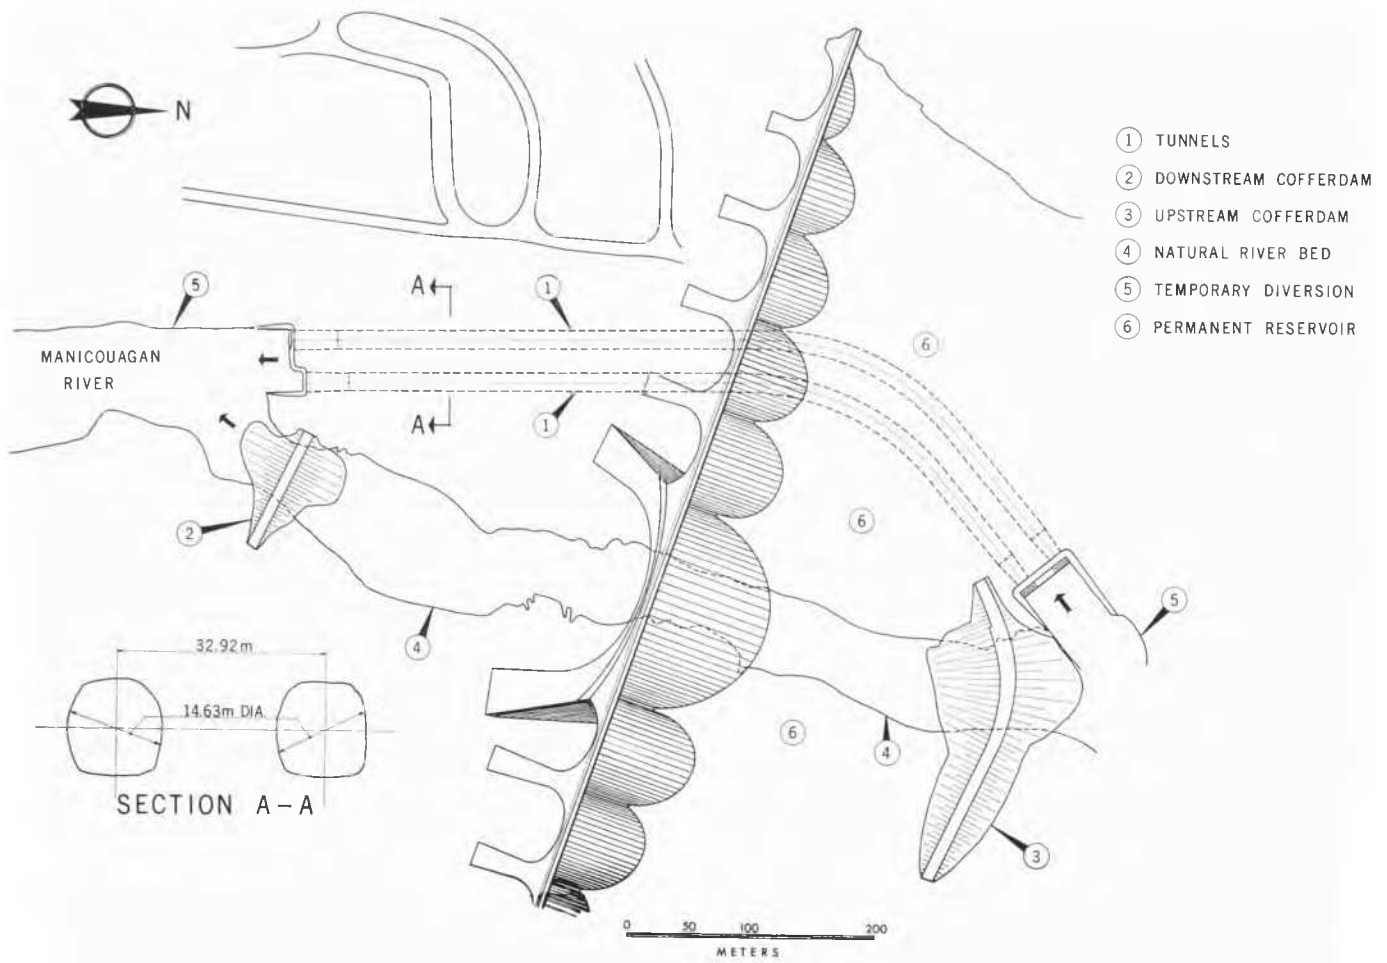 N
① TUNNELS
② DOWNSTREAM COFFERDAM
③ UPSTREAM COFFERDAM
④ NATURAL RIVER BED
⑤ TEMPORARY DIVERSION
⑥ PERMANENT RESERVOIR
⑤
A
①
⑥
MANICOUAGAN
RIVER
A
①
②
⑥
④
⑤
32.92m
14.63m DIA.
⑥
④
SECTION A-A
③
0 50 100 200
METERS